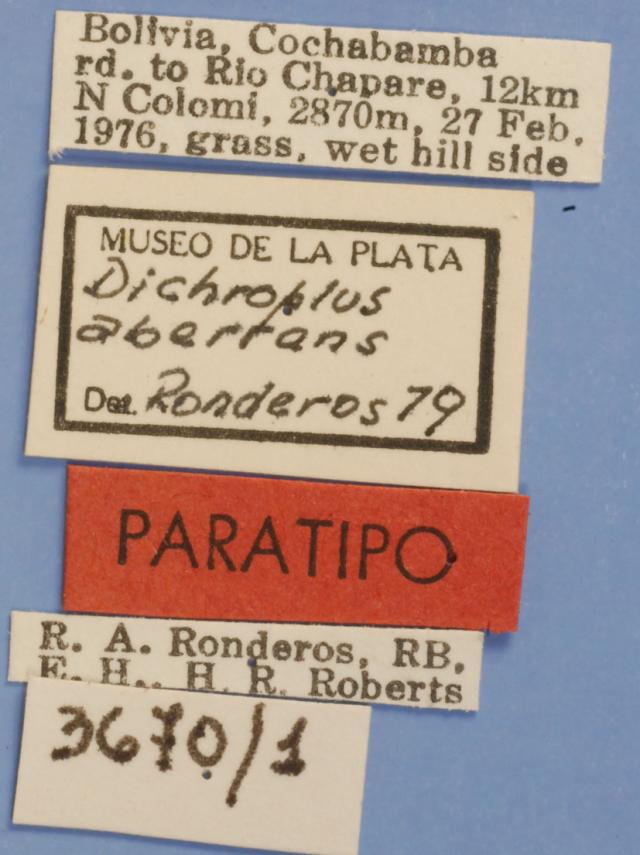 Bolivia, Cochabamba
rd. to Rio Chapare, 12km
N Colomi, 2870m, 27 Feb.
1976, grass, wet hill side
MUSEO DE LA PLATA
Dichroplus
aberrans
Det. Ronderos 79
PARATIPO
R. A. Ronderos, RB,
F. H., H. R. Roberts
3670/1